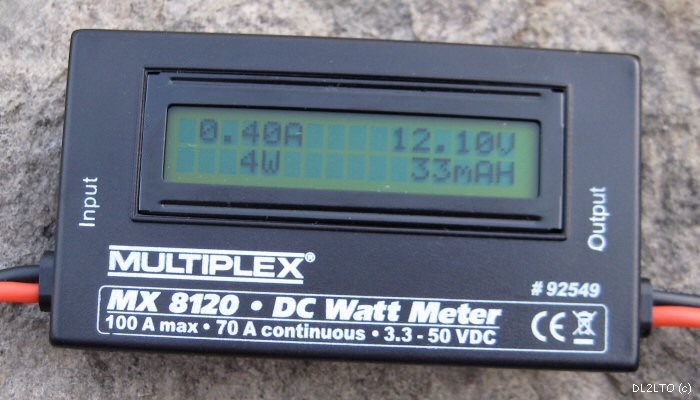 0.40A 12.10V
4W 33mAH
Input
Output
MULTIPLEX®
# 92549
MX 8120 • DC Watt Meter
100 A max • 70 A continuous • 3.3 - 50 VDC
CE
DL2LTO (c)